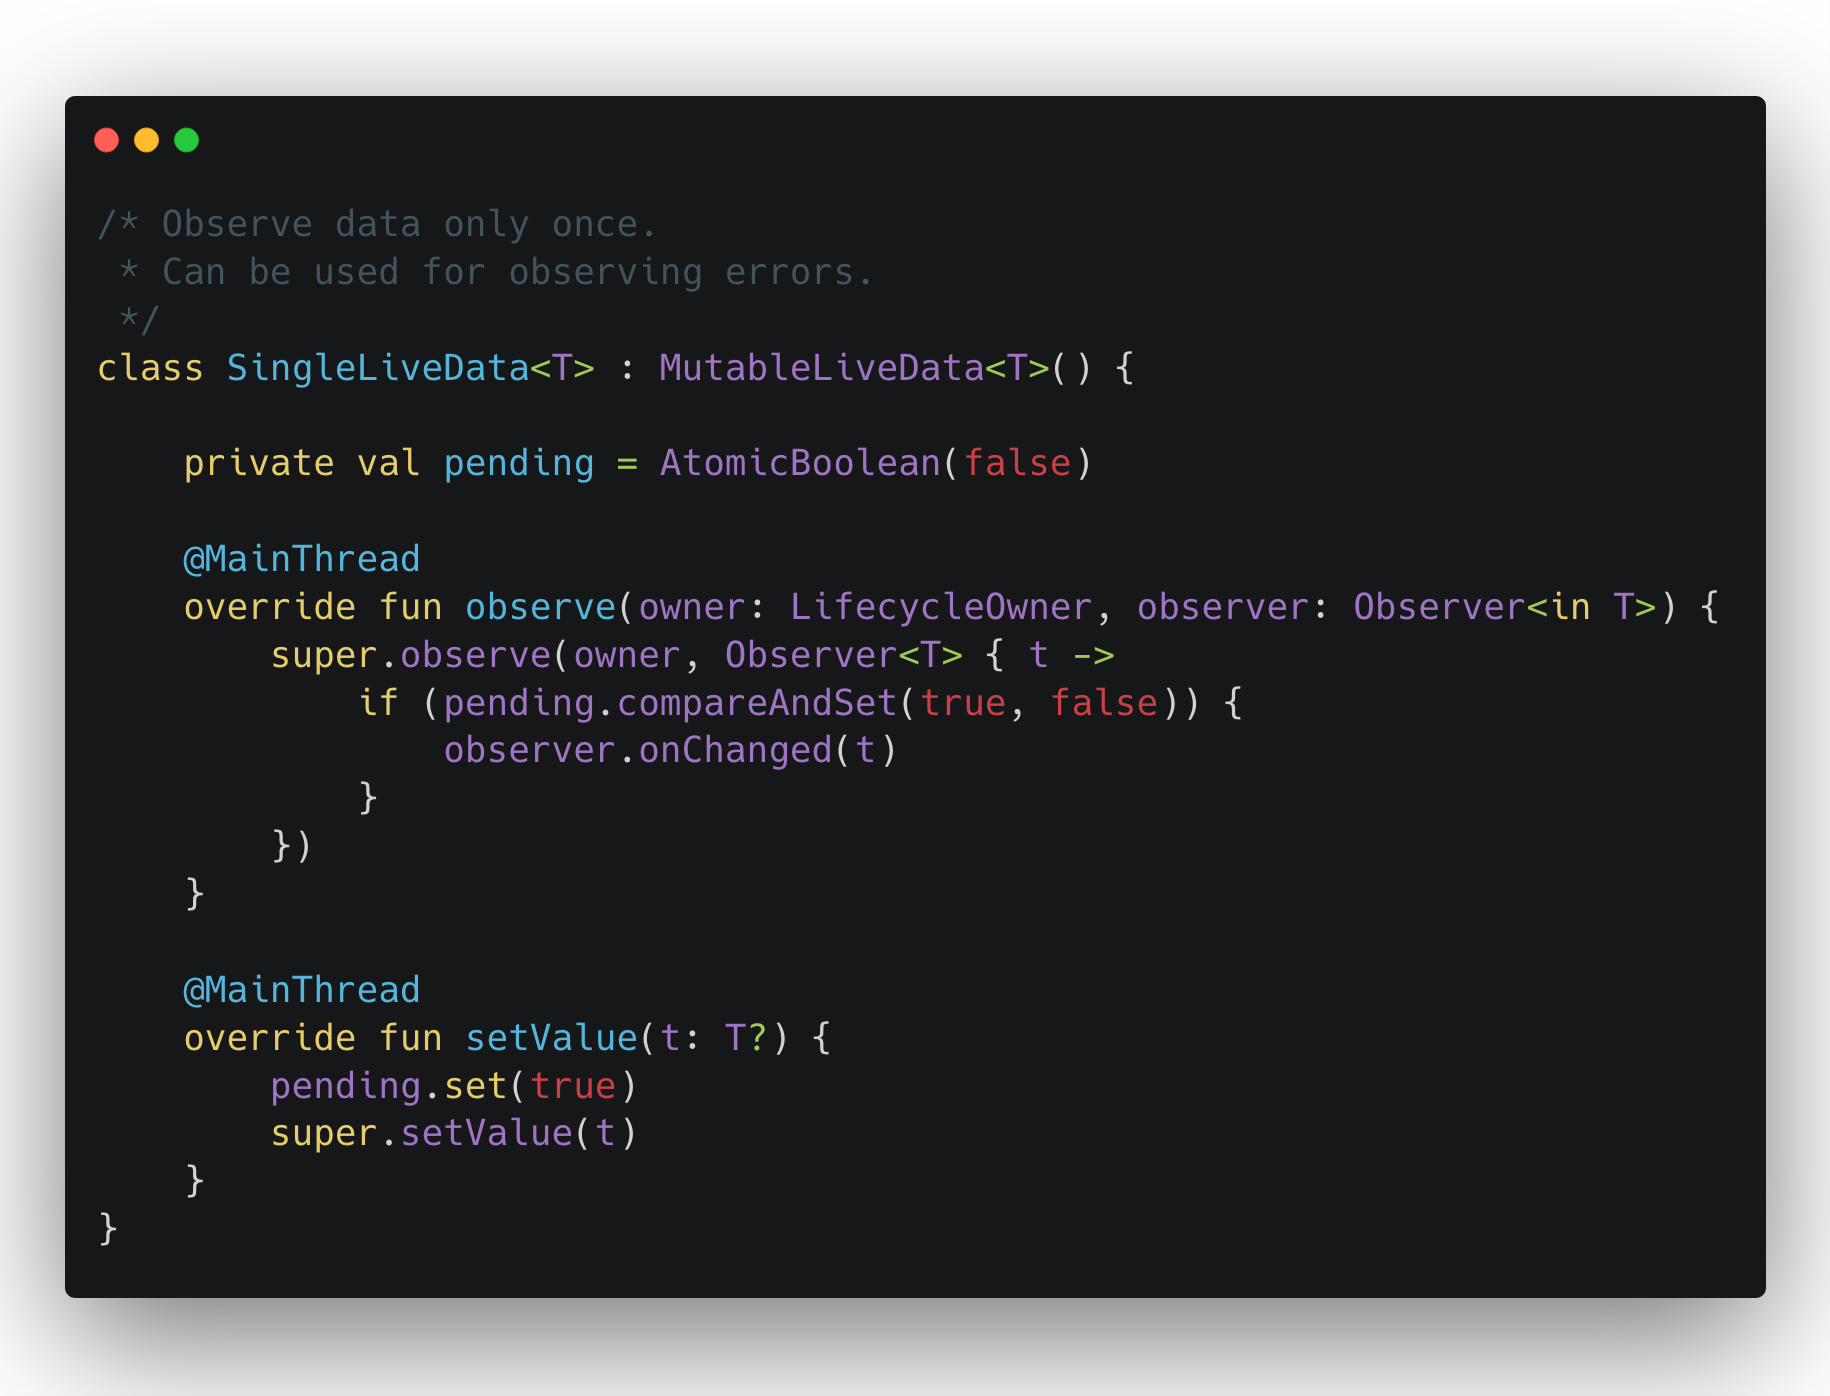 /* Observe data only once.
 * Can be used for observing errors.
 */
class SingleLiveData<T> : MutableLiveData<T>() {

    private val pending = AtomicBoolean(false)

    @MainThread
    override fun observe(owner: LifecycleOwner, observer: Observer<in T>) {
        super.observe(owner, Observer<T> { t ->
            if (pending.compareAndSet(true, false)) {
                observer.onChanged(t)
            }
        })
    }

    @MainThread
    override fun setValue(t: T?) {
        pending.set(true)
        super.setValue(t)
    }
}